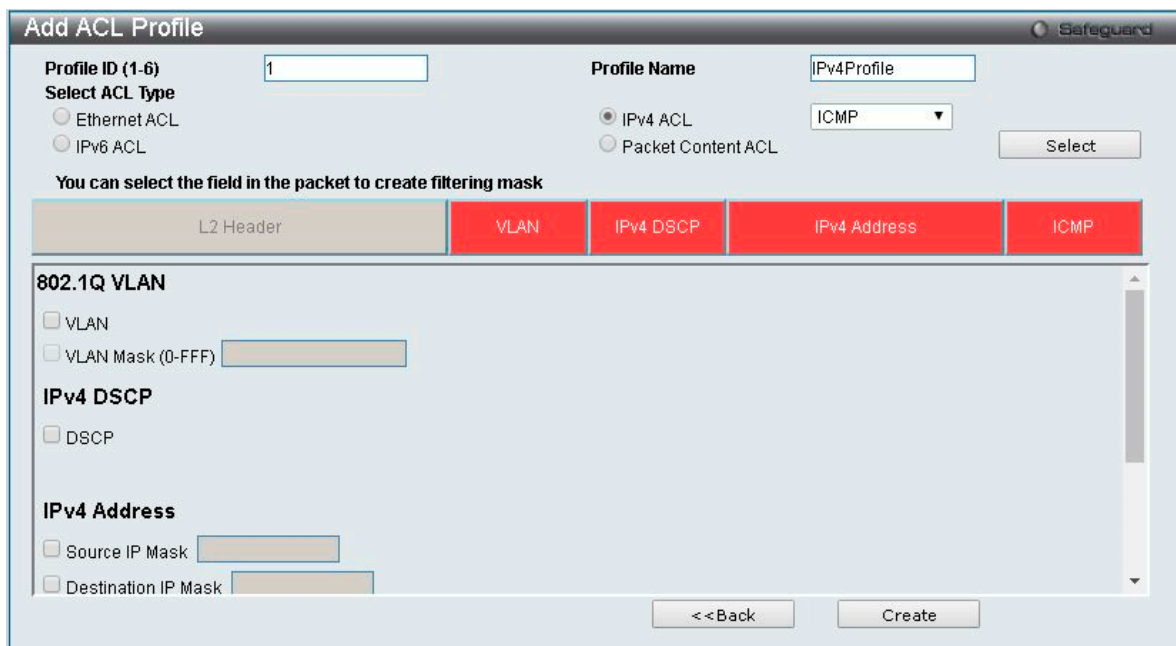 Add ACL Profile
Safeguard
Profile ID (1-6) 1 Profile Name IPv4Profile
Select ACL Type
Ethernet ACL IPv4 ACL ICMP
IPv6 ACL Packet Content ACL Select
You can select the field in the packet to create filtering mask
L2 Header VLAN IPv4 DSCP IPv4 Address ICMP
802.1Q VLAN
VLAN
VLAN Mask (0-FFF)
IPv4 DSCP
DSCP
IPv4 Address
Source IP Mask
Destination IP Mask
<<Back Create